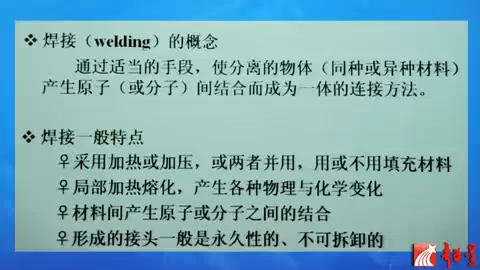 ❖ 焊接（welding）的概念
通过适当的手段，使分离的物体（同种或异种材料）
产生原子（或分子）间结合而成为一体的连接方法。
❖ 焊接一般特点
♀采用加热或加压，或两者并用，用或不用填充材料
♀局部加热熔化，产生各种物理与化学变化
♀材料间产生原子或分子之间的结合
♀形成的接头一般是永久性的、不可拆卸的